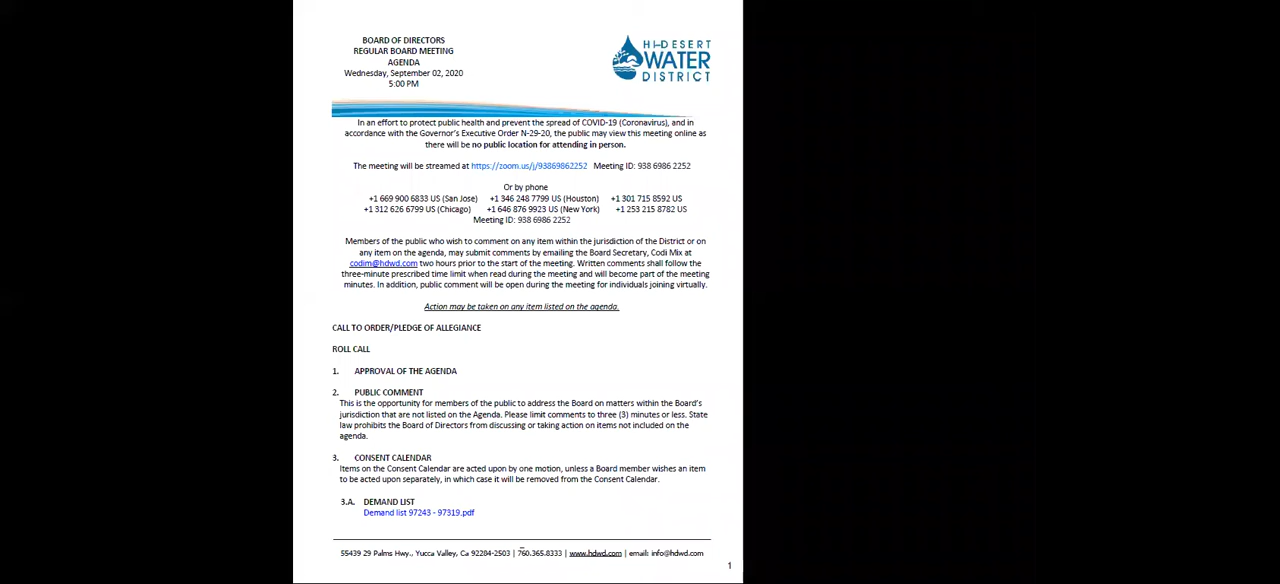 BOARD OF DIRECTORS
REGULAR BOARD MEETING
AGENDA
Wednesday, September 02, 2020
5:00 PM
HI-DESERT
WATER
DISTRICT
In an effort to protect public health and prevent the spread of COVID-19 (Coronavirus), and in
accordance with the Governor's Executive Order N-29-20, the public may view this meeting online as
there will be no public location for attending in person.
The meeting will be streamed at https://zoom.us/j/93869862252 Meeting ID: 938 6986 2252
Or by phone
+1 669 900 6833 US (San Jose) +1 346 248 7799 US (Houston) +1 301 715 8592 US
+1 312 626 6799 US (Chicago) +1 646 876 9923 US (New York) +1 253 215 8782 US
Meeting ID: 938 6986 2252
Members of the public who wish to comment on any item within the jurisdiction of the District or on
any item on the agenda, may submit comments by emailing the Board Secretary, Codi Mix at
codim@hdwd.com two hours prior to the start of the meeting. Written comments shall follow the
three-minute prescribed time limit when read during the meeting and will become part of the meeting
minutes. In addition, public comment will be open during the meeting for individuals joining virtually.
Action may be taken on any item listed on the agenda.
CALL TO ORDER/PLEDGE OF ALLEGIANCE
ROLL CALL
1. APPROVAL OF THE AGENDA
2. PUBLIC COMMENT
This is the opportunity for members of the public to address the Board on matters within the Board's
jurisdiction that are not listed on the Agenda. Please limit comments to three (3) minutes or less. State
law prohibits the Board of Directors from discussing or taking action on items not included on the
agenda.
3. CONSENT CALENDAR
Items on the Consent Calendar are acted upon by one motion, unless a Board member wishes an item
to be acted upon separately, in which case it will be removed from the Consent Calendar.
3.A. DEMAND LIST
Demand list 97243 - 97319.pdf
55439 29 Palms Hwy., Yucca Valley, Ca 92284-2503 | 760.365.8333 | www.hdwd.com | email: info@hdwd.com
1